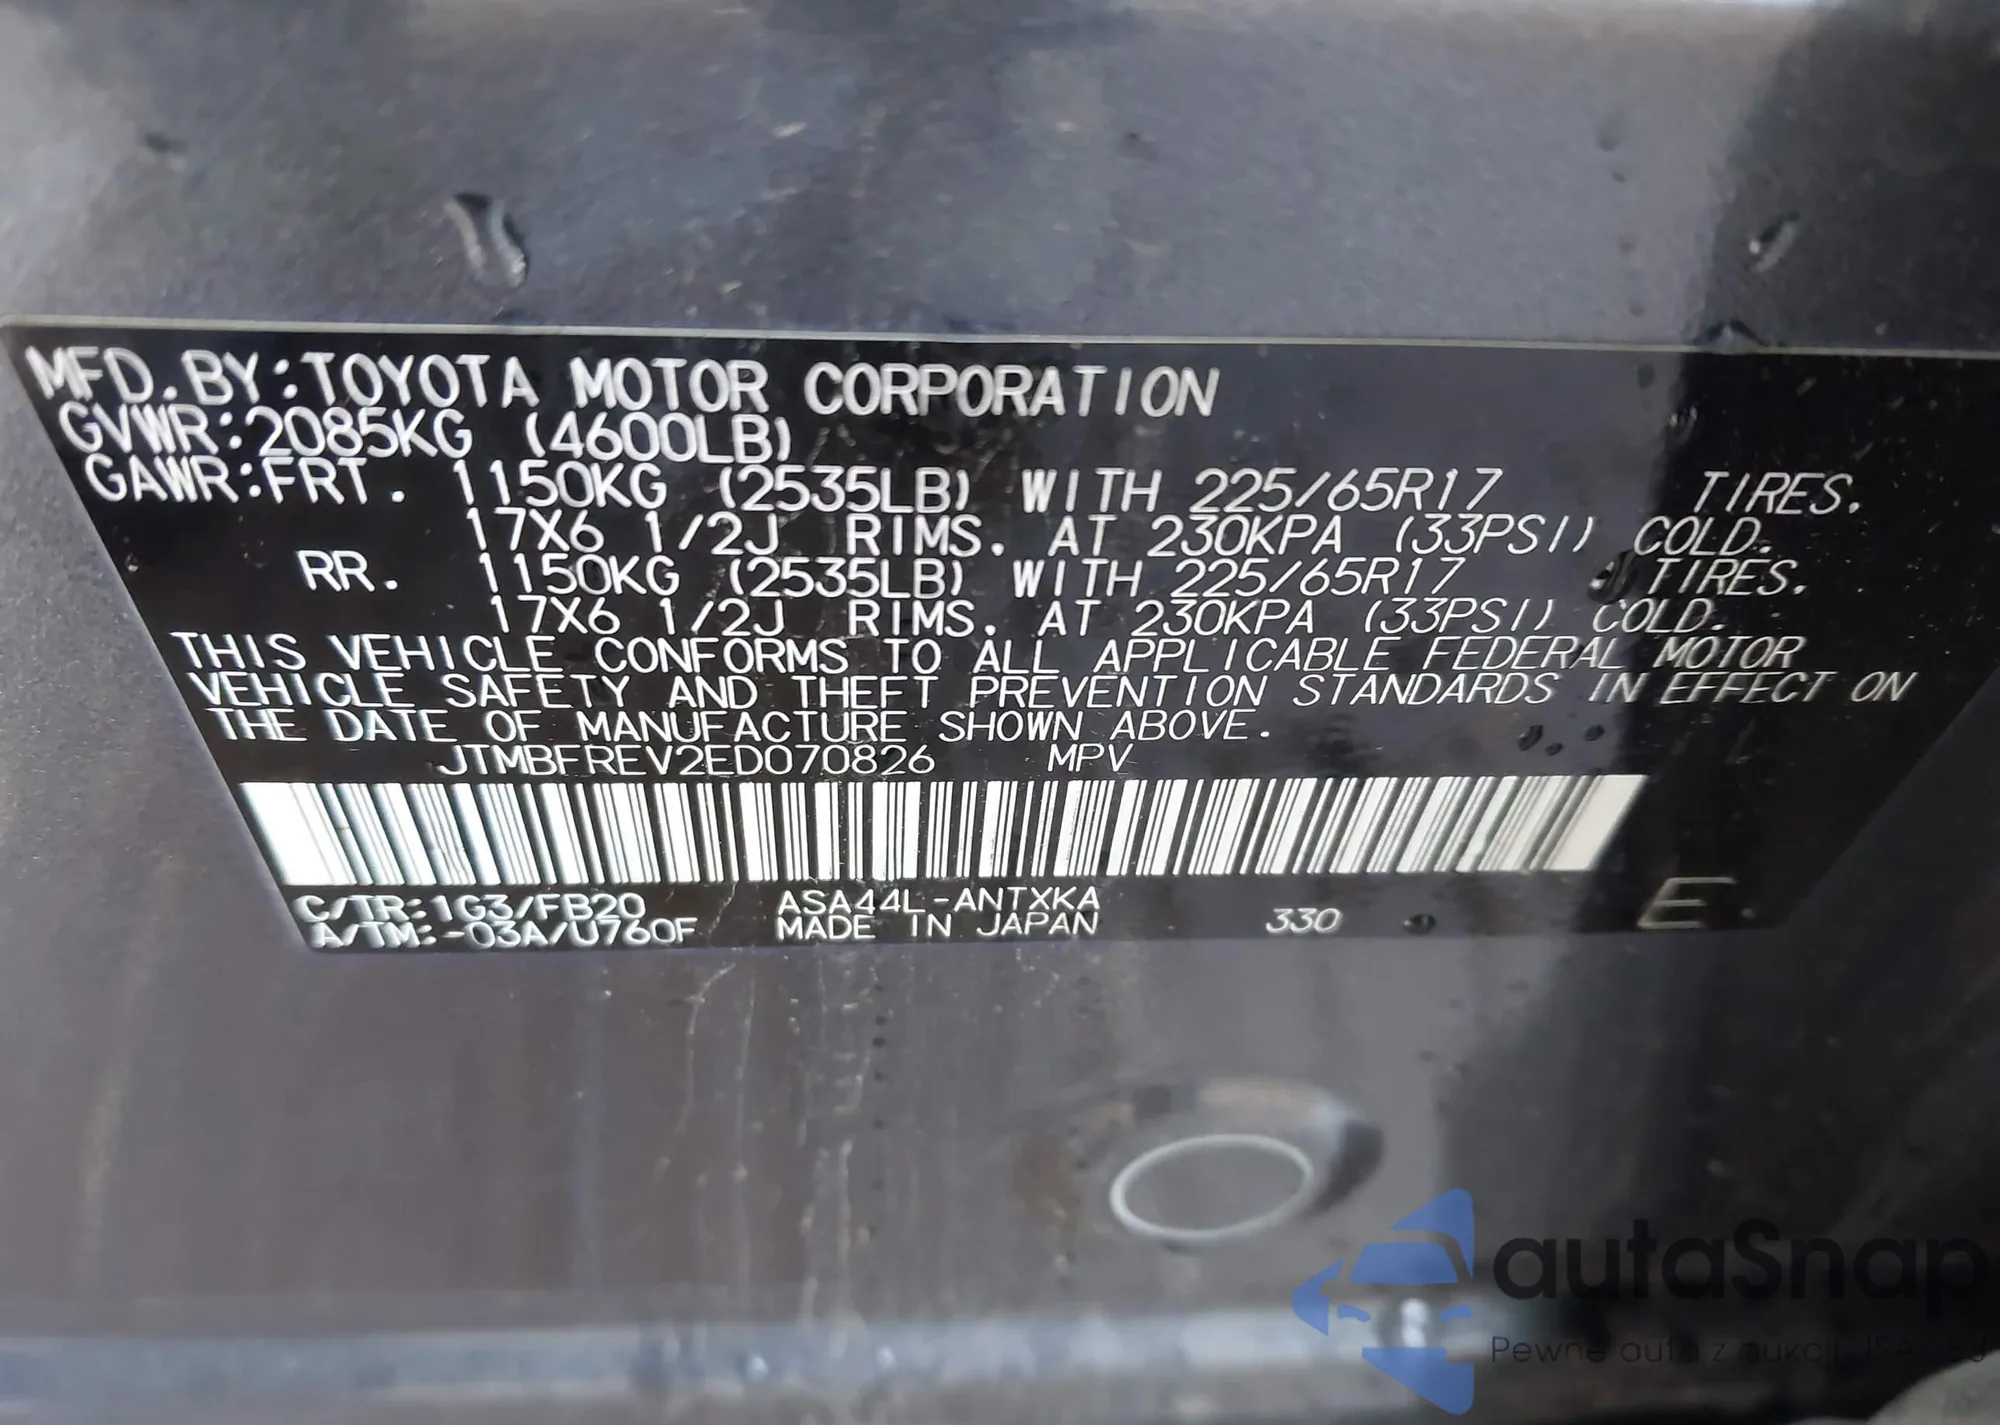 MFD. BY: TOYOTA MOTOR CORPORATION
GVWR: 2085KG (4600LB)
GAWR: FRT. 1150KG (2535LB) WITH 225/65R17 TIRES.
17X6 1/2J RIMS. AT 230KPA (33PSI) COLD.
RR. 1150KG (2535LB) WITH 225/65R17 TIRES.
17X6 1/2J RIMS. AT 230KPA (33PSI) COLD.
THIS VEHICLE CONFORMS TO ALL APPLICABLE FEDERAL MOTOR
VEHICLE SAFETY AND THEFT PREVENTION STANDARDS IN EFFECT ON
THE DATE OF MANUFACTURE SHOWN ABOVE.
JTMBFREV2ED070826 MPV
C/TR: 1G3/FB20 ASA44L-ANTXKA
A/TM: -03A/U760F MADE IN JAPAN 330 E.
autaSnap
Pewne auta z aukcji